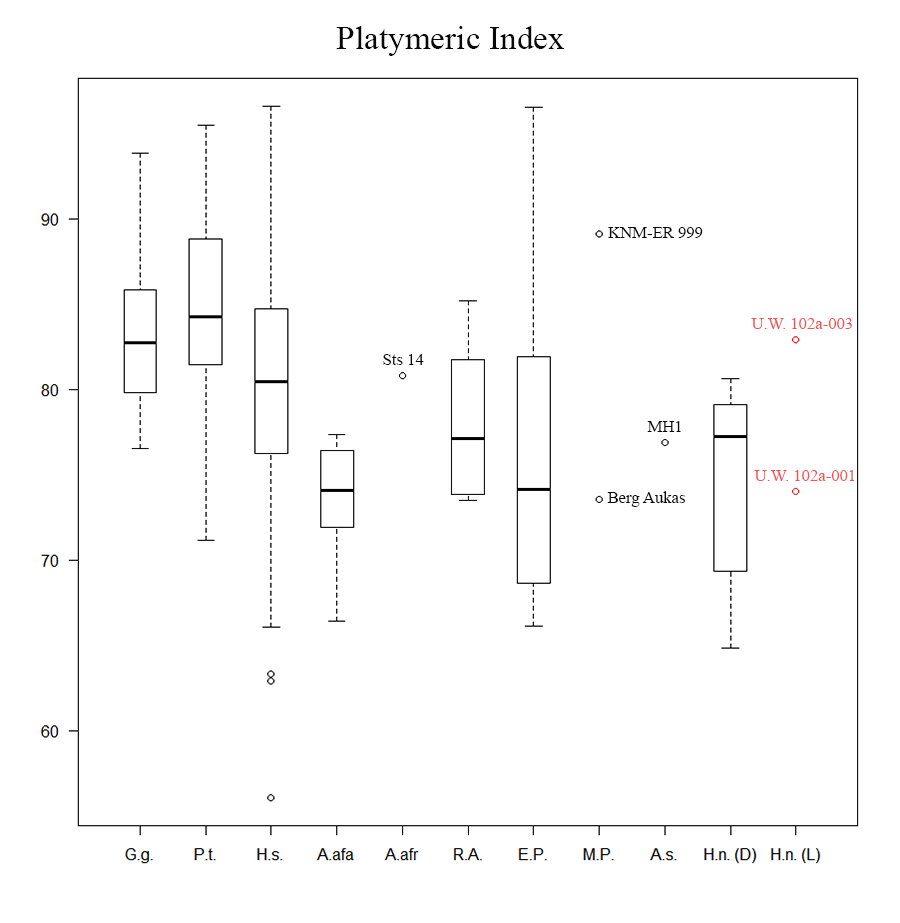 Platymeric Index
90
80
70
60
KNM-ER 999
U.W. 102a-003
Sts 14
MH1
U.W. 102a-001
Berg Aukas
G.g. P.t. H.s. A.afa A.afr R.A. E.P. M.P. A.s. H.n. (D) H.n. (L)